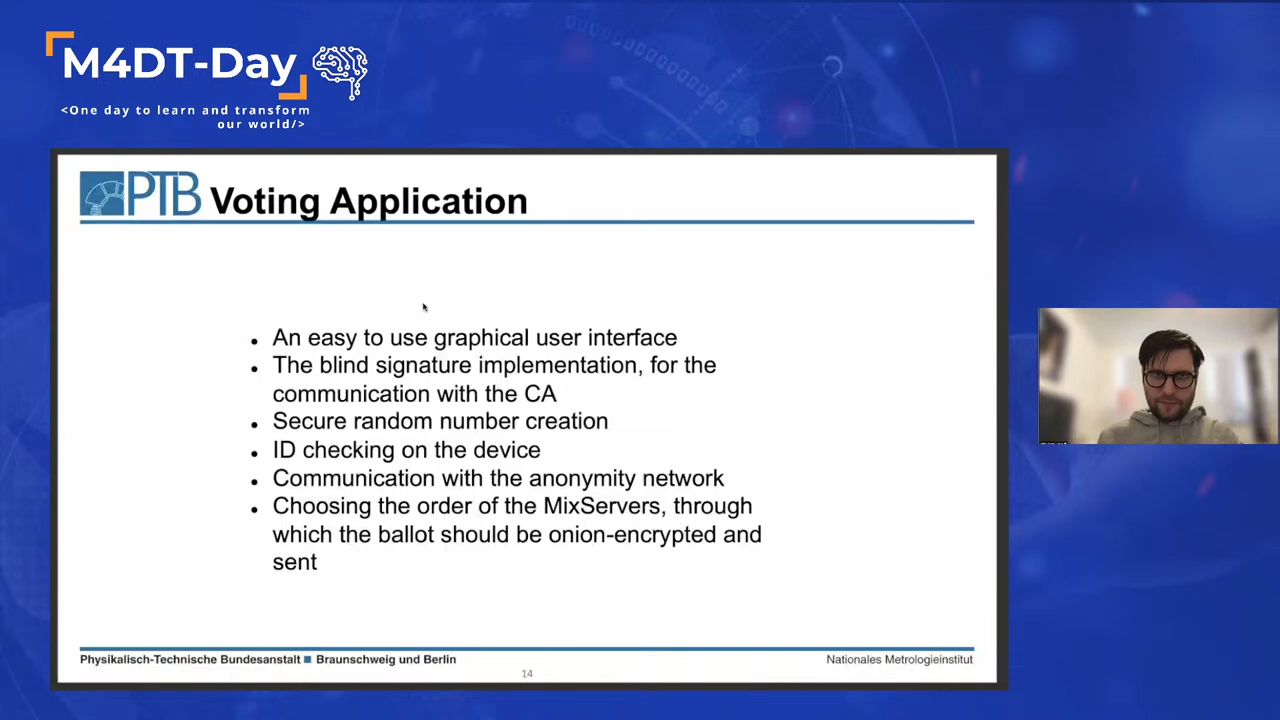 M4DT-Day
<One day to learn and transform
our world/>
PTB Voting Application
• An easy to use graphical user interface
• The blind signature implementation, for the
communication with the CA
• Secure random number creation
• ID checking on the device
• Communication with the anonymity network
• Choosing the order of the MixServers, through
which the ballot should be onion-encrypted and
sent
Physikalisch-Technische Bundesanstalt ■ Braunschweig und Berlin
Nationales Metrologieinstitut
14